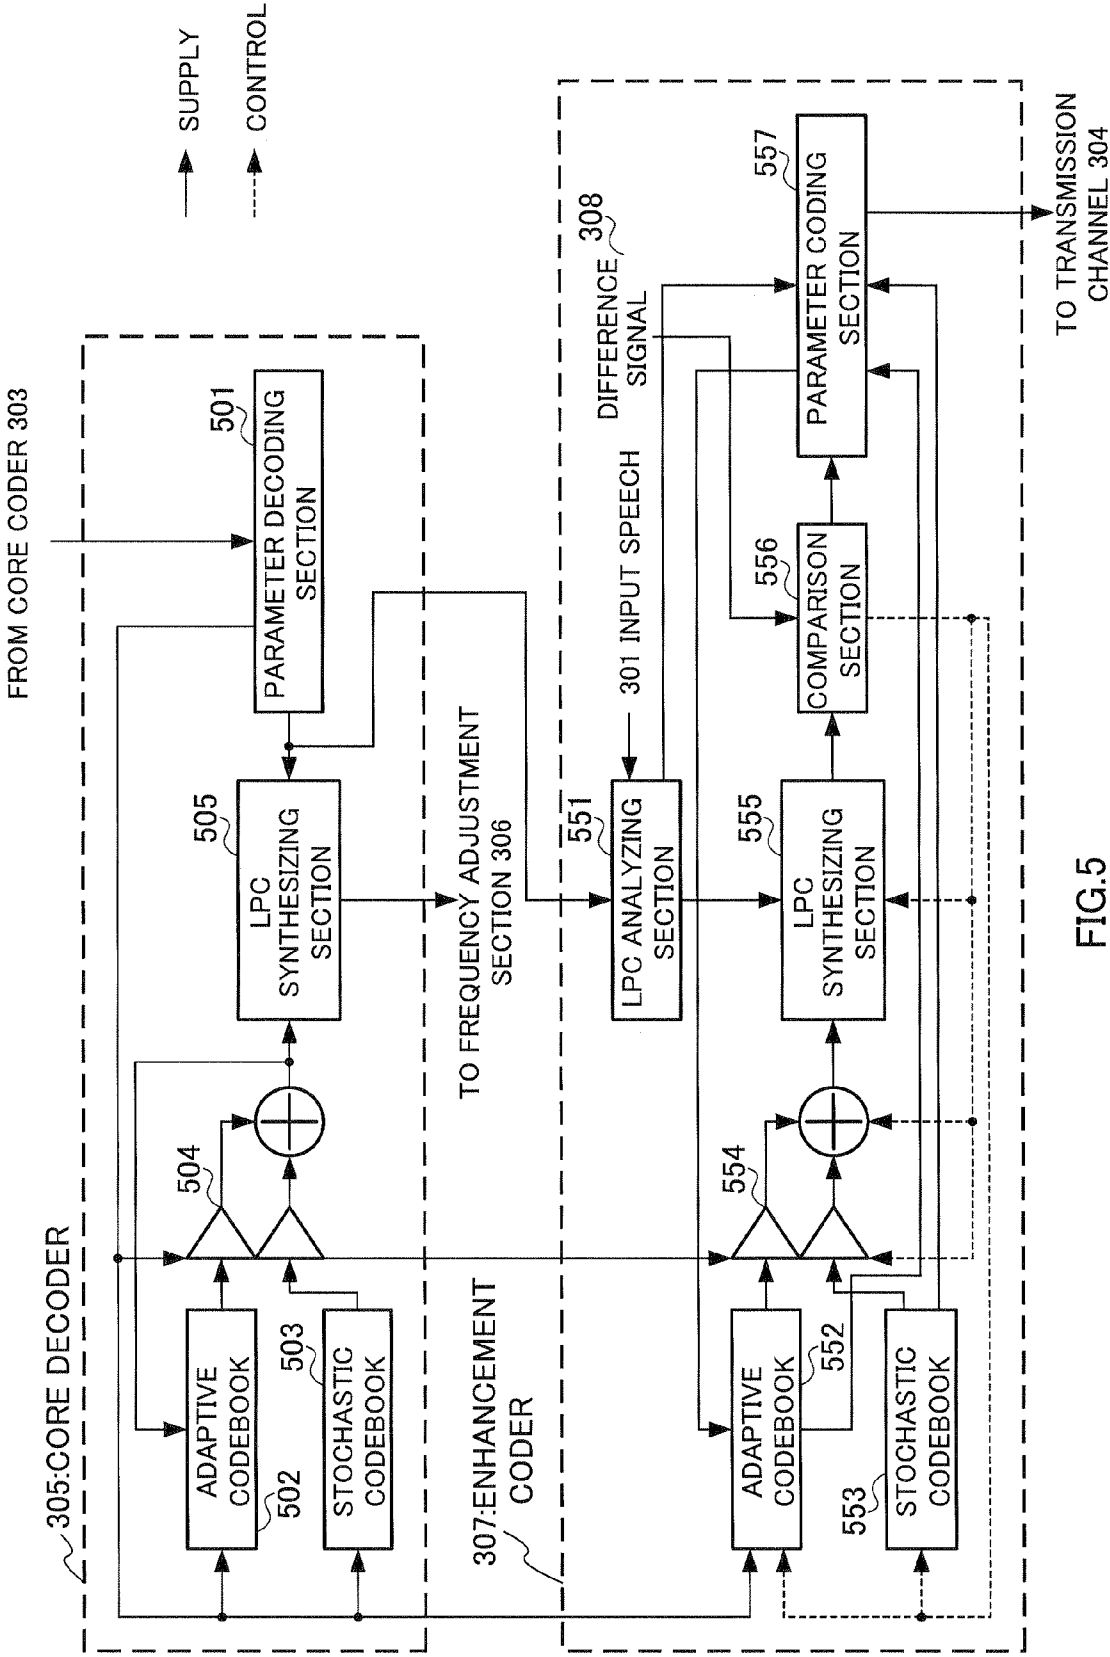 SUPPLY
CONTROL
FROM CORE CODER 303
305:CORE DECODER
501
PARAMETER DECODING
SECTION
502
ADAPTIVE
CODEBOOK
503
STOCHASTIC
CODEBOOK
504
505
LPC
SYNTHESIZING
SECTION
TO FREQUENCY ADJUSTMENT
SECTION 306
307:ENHANCEMENT
CODER
301 INPUT SPEECH
DIFFERENCE 308
SIGNAL
551
LPC ANALYZING
SECTION
552
ADAPTIVE
CODEBOOK
553
STOCHASTIC
CODEBOOK
554
555
LPC
SYNTHESIZING
SECTION
556
COMPARISON
SECTION
557
PARAMETER CODING
SECTION
TO TRANSMISSION
CHANNEL 304
FIG.5